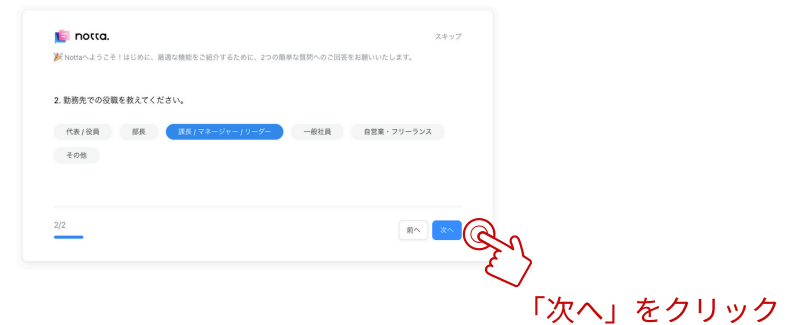 notta.
スキップ
🎉 Nottaへようこそ！はじめに、最適な機能をご紹介するために、2つの簡単な質問へのご回答をお願いいたします。
2. 勤務先での役職を教えてください。
代表 / 役員 部長 課長 / マネージャー / リーダー 一般社員 自営業・フリーランス
その他
2/2
前へ 次へ
「次へ」をクリック